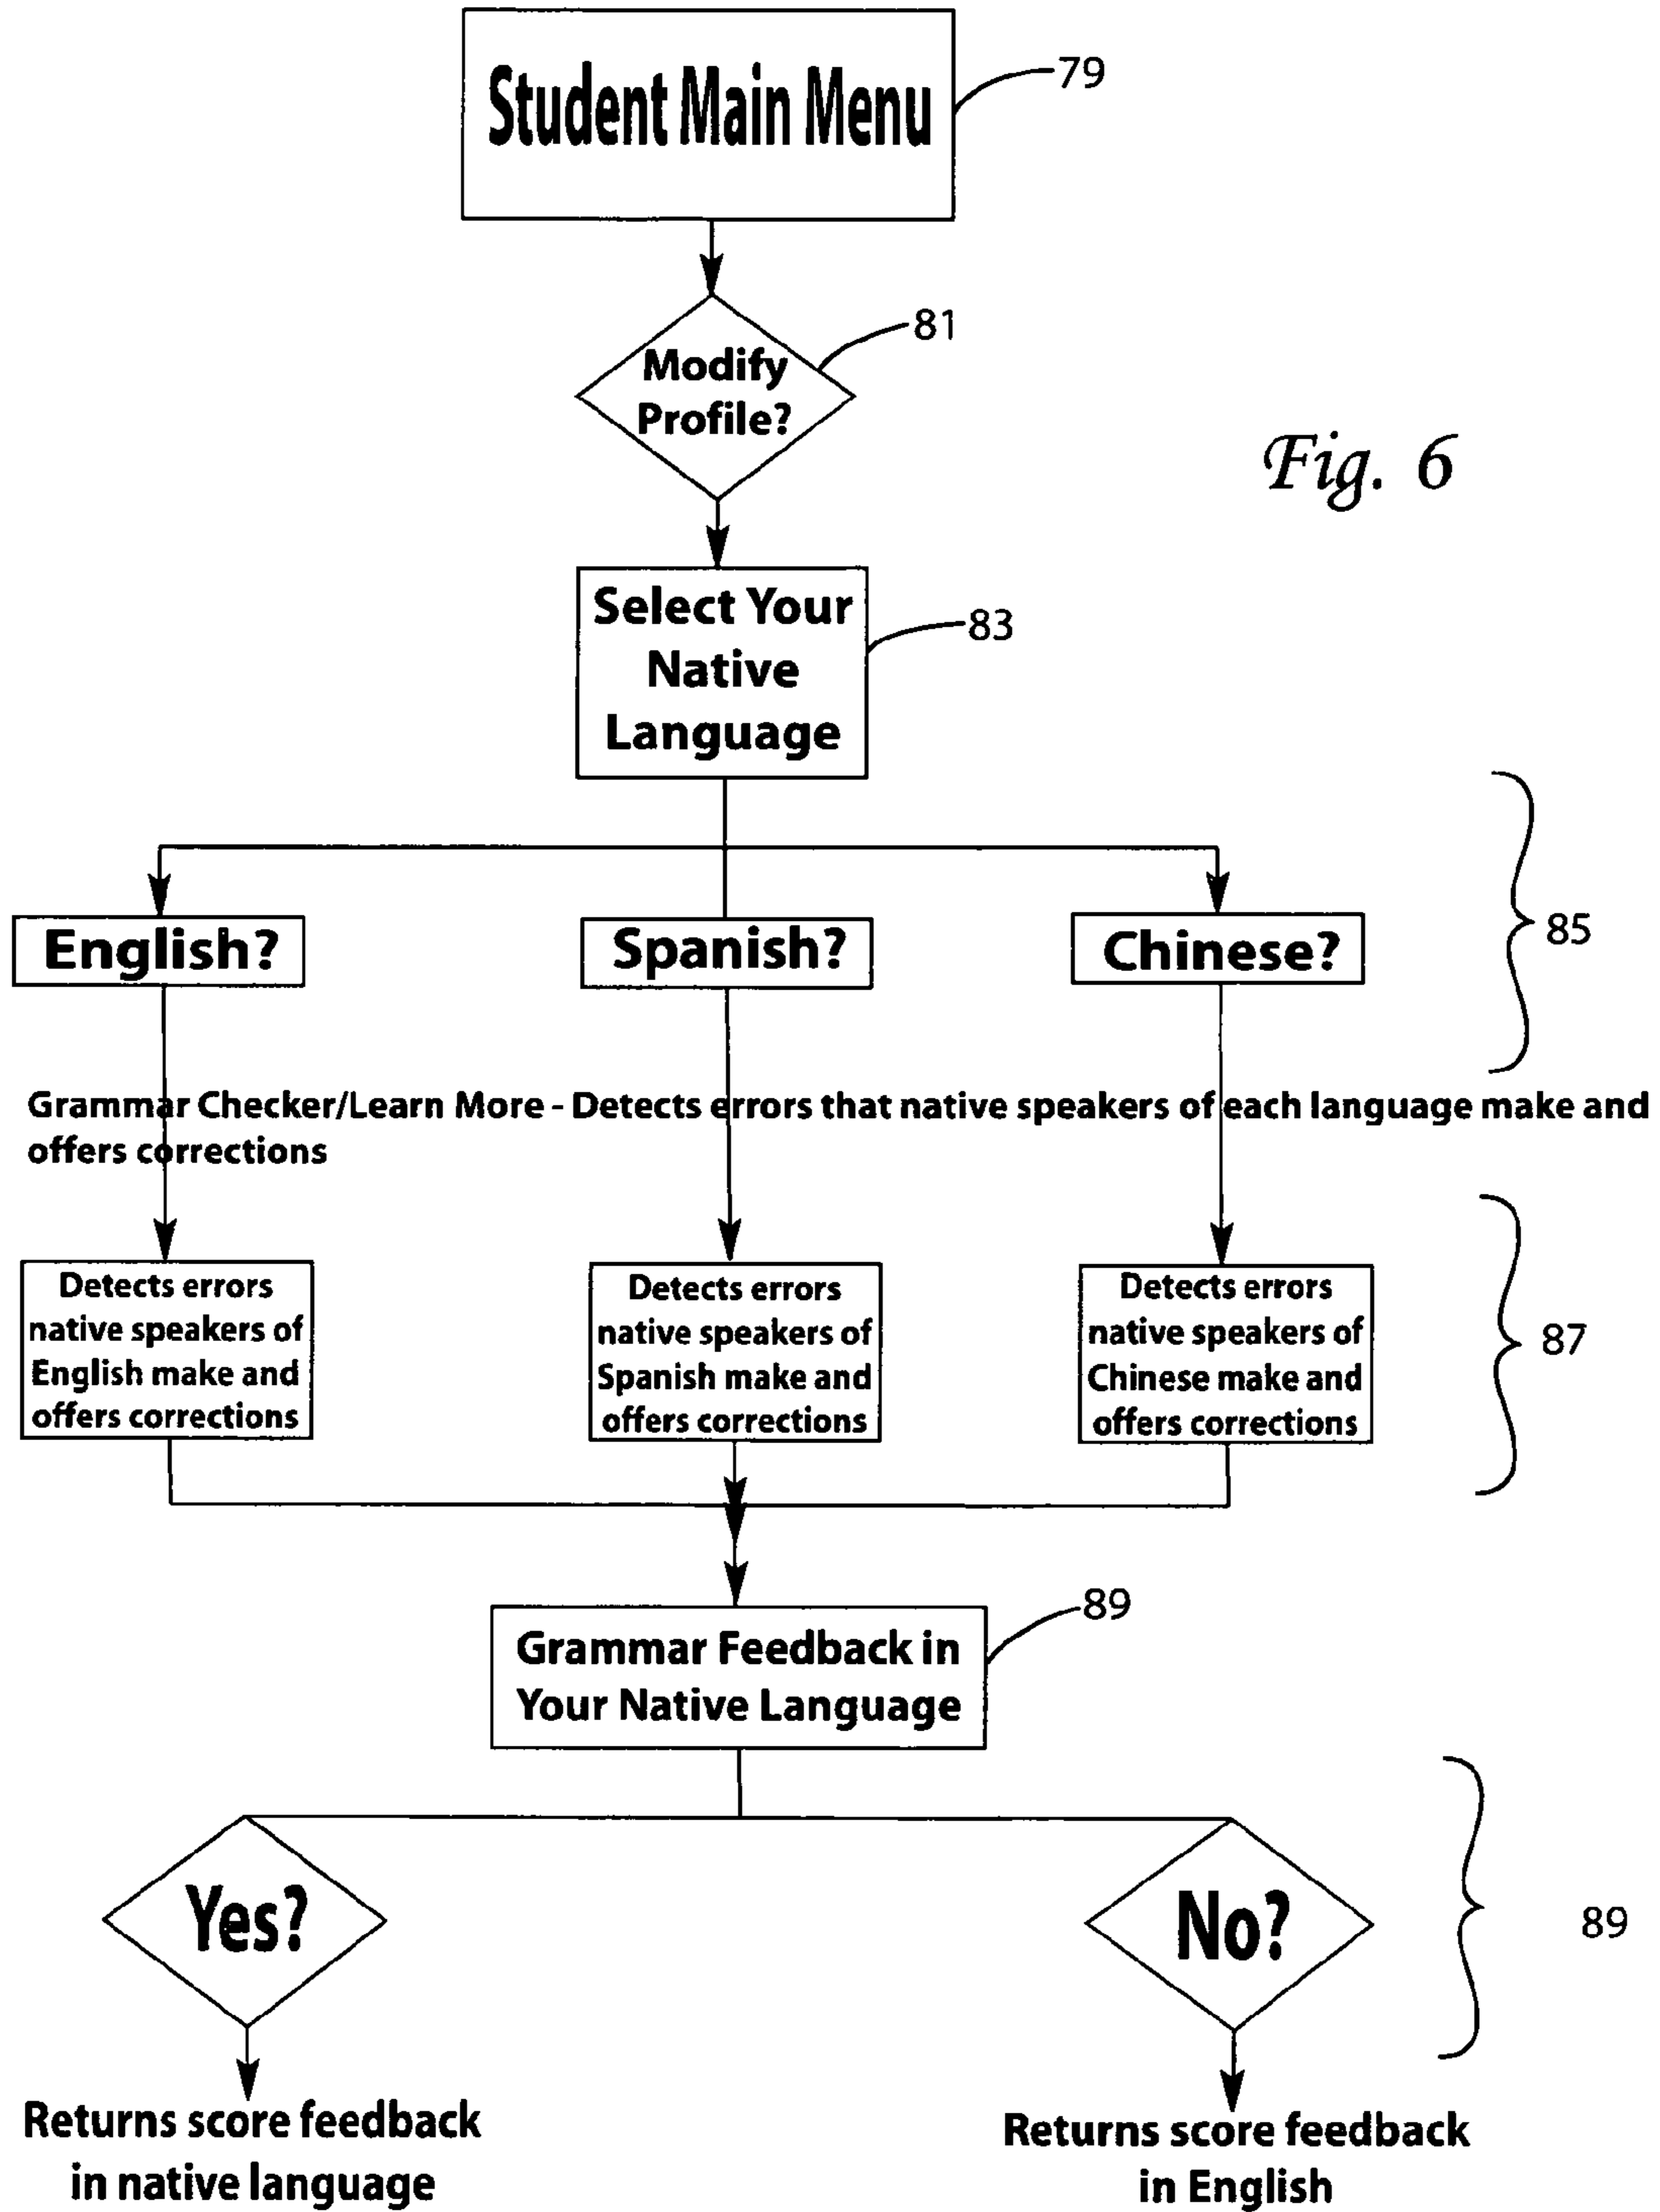 Student Main Menu
79
81
Modify
Profile?
Fig. 6
Select Your
Native
Language
83
English?
Spanish?
Chinese?
85
Grammar Checker/Learn More - Detects errors that native speakers of each language make and
offers corrections
Detects errors
native speakers of
English make and
offers corrections
Detects errors
native speakers of
Spanish make and
offers corrections
Detects errors
native speakers of
Chinese make and
offers corrections
87
89
Grammar Feedback in
Your Native Language
Yes?
No?
89
Returns score feedback
in native language
Returns score feedback
in English